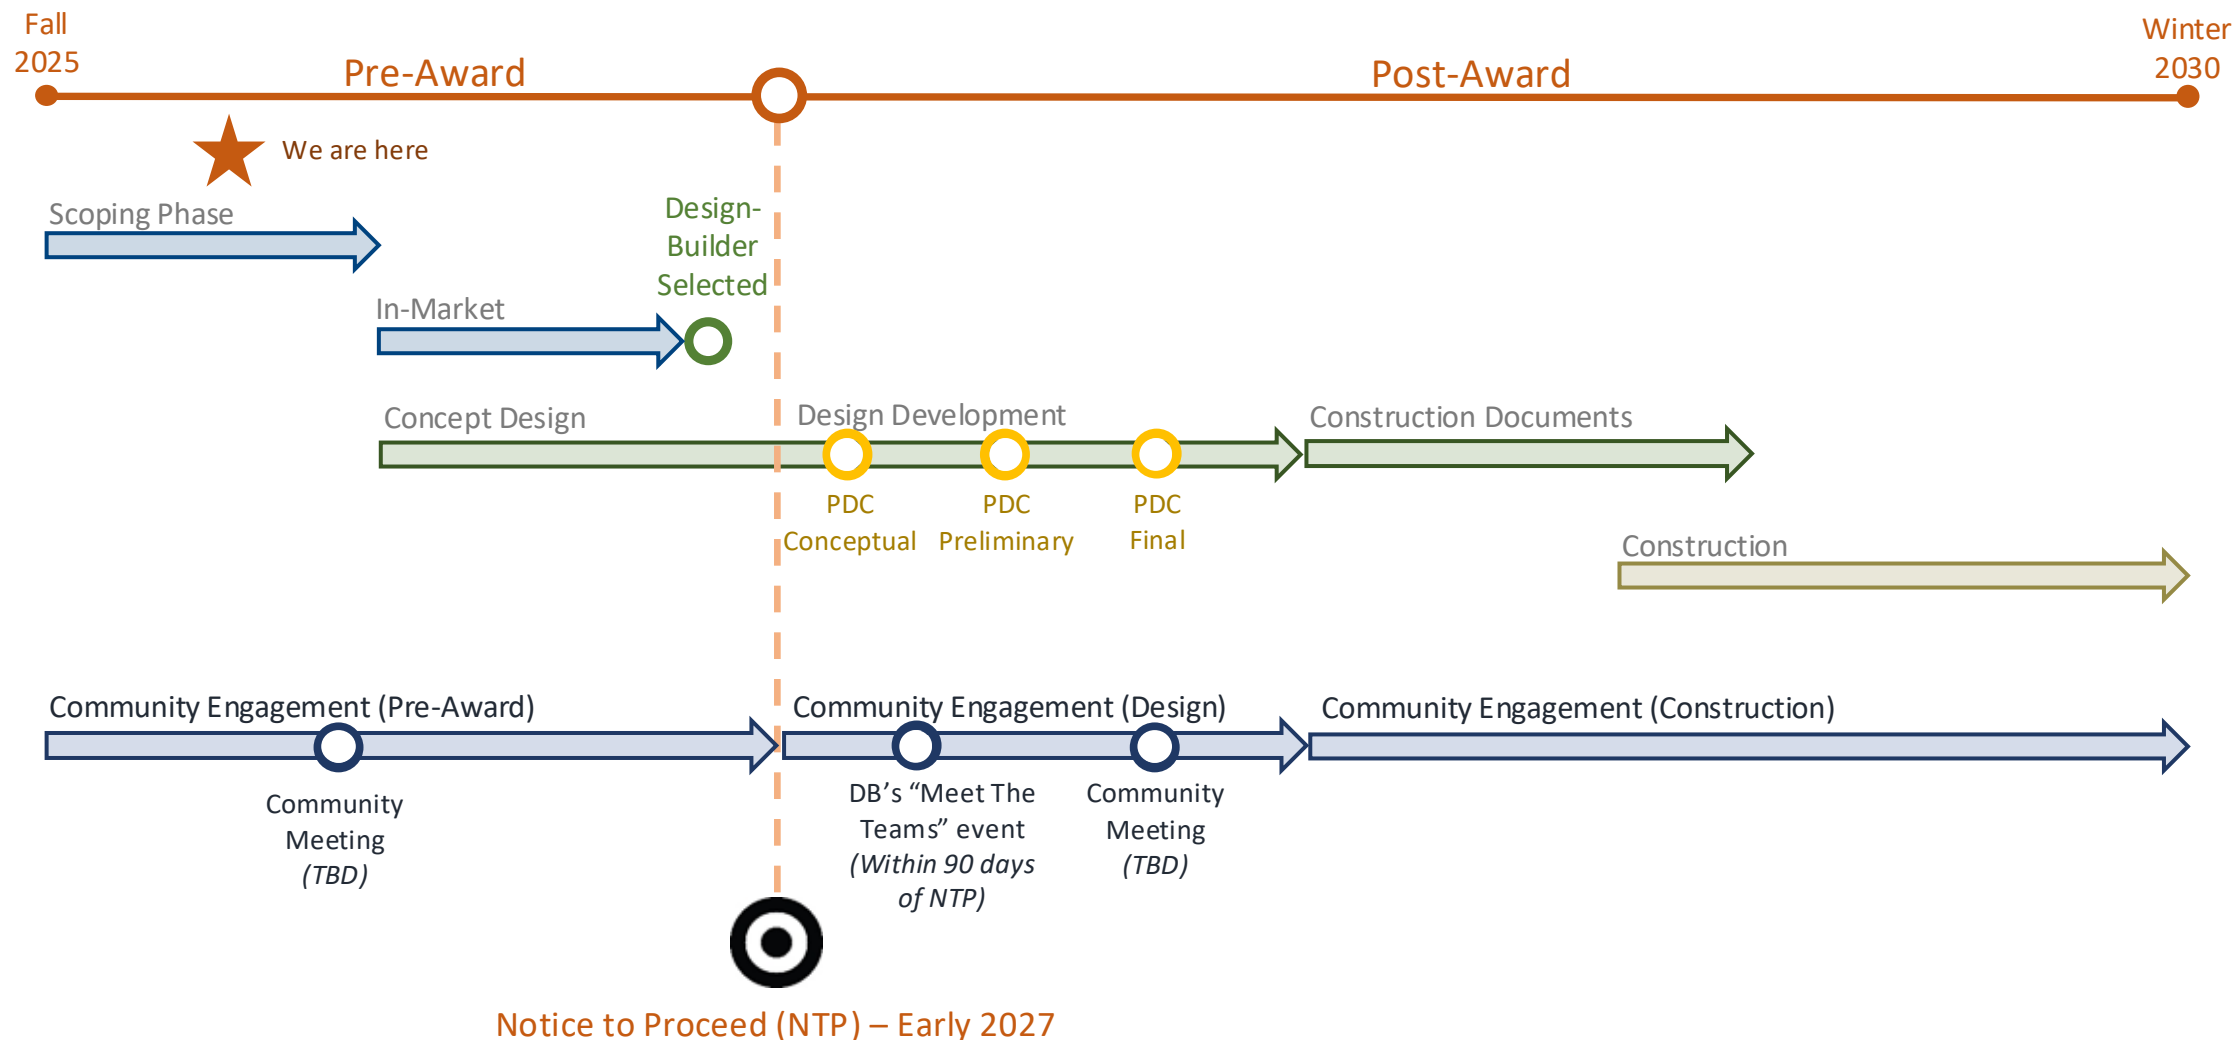 Fall
2025
Pre-Award
Post-Award
Winter
2030
We are here
Scoping Phase
Design-
Builder
Selected
In-Market
Concept Design
Design Development
Construction Documents
PDC
Conceptual
PDC
Preliminary
PDC
Final
Construction
Community Engagement (Pre-Award)
Community Engagement (Design)
Community Engagement (Construction)
Community
Meeting
(TBD)
DB’s “Meet The
Teams” event
(Within 90 days
of NTP)
Community
Meeting
(TBD)
Notice to Proceed (NTP) – Early 2027